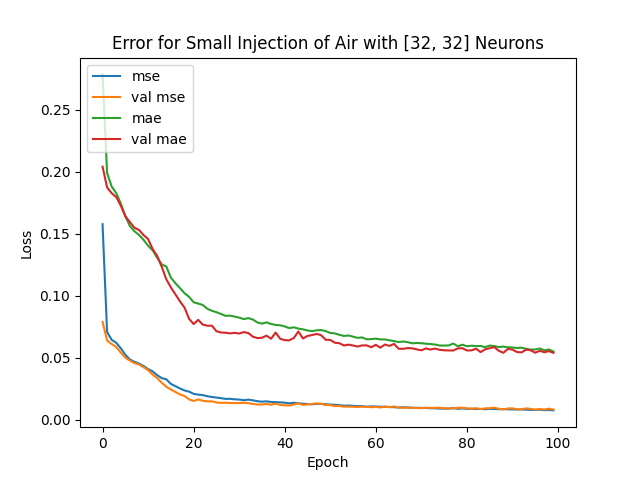 Error for Small Injection of Air with [32, 32] Neurons
mse
val mse
mae
val mae
0.25
0.20
0.15
0.10
0.05
0.00
Loss
0 20 40 60 80 100
Epoch